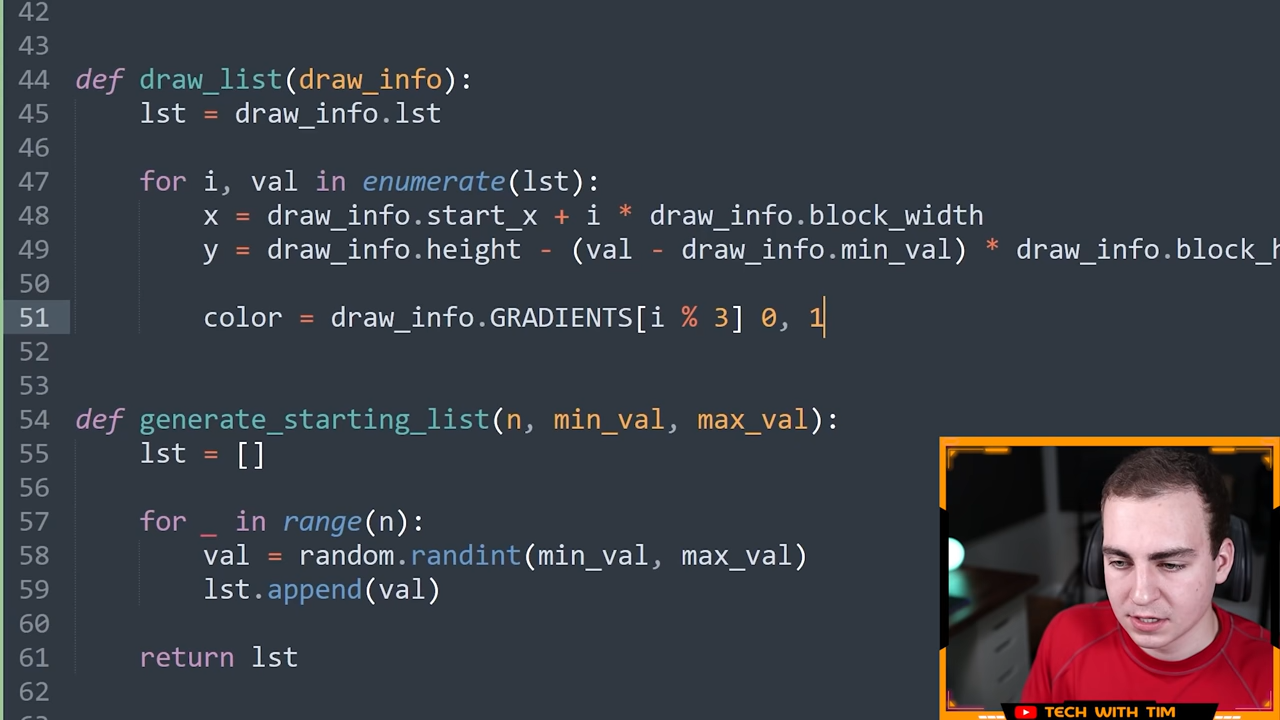 42
43
44 def draw_list(draw_info):
45 lst = draw_info.lst
46
47 for i, val in enumerate(lst):
48 x = draw_info.start_x + i * draw_info.block_width
49 y = draw_info.height - (val - draw_info.min_val) * draw_info.block_h
50
51 color = draw_info.GRADIENTS[i % 3] 0, 1
52
53
54 def generate_starting_list(n, min_val, max_val):
55 lst = []
56
57 for _ in range(n):
58 val = random.randint(min_val, max_val)
59 lst.append(val)
60
61 return lst
62
TECH WITH TIM